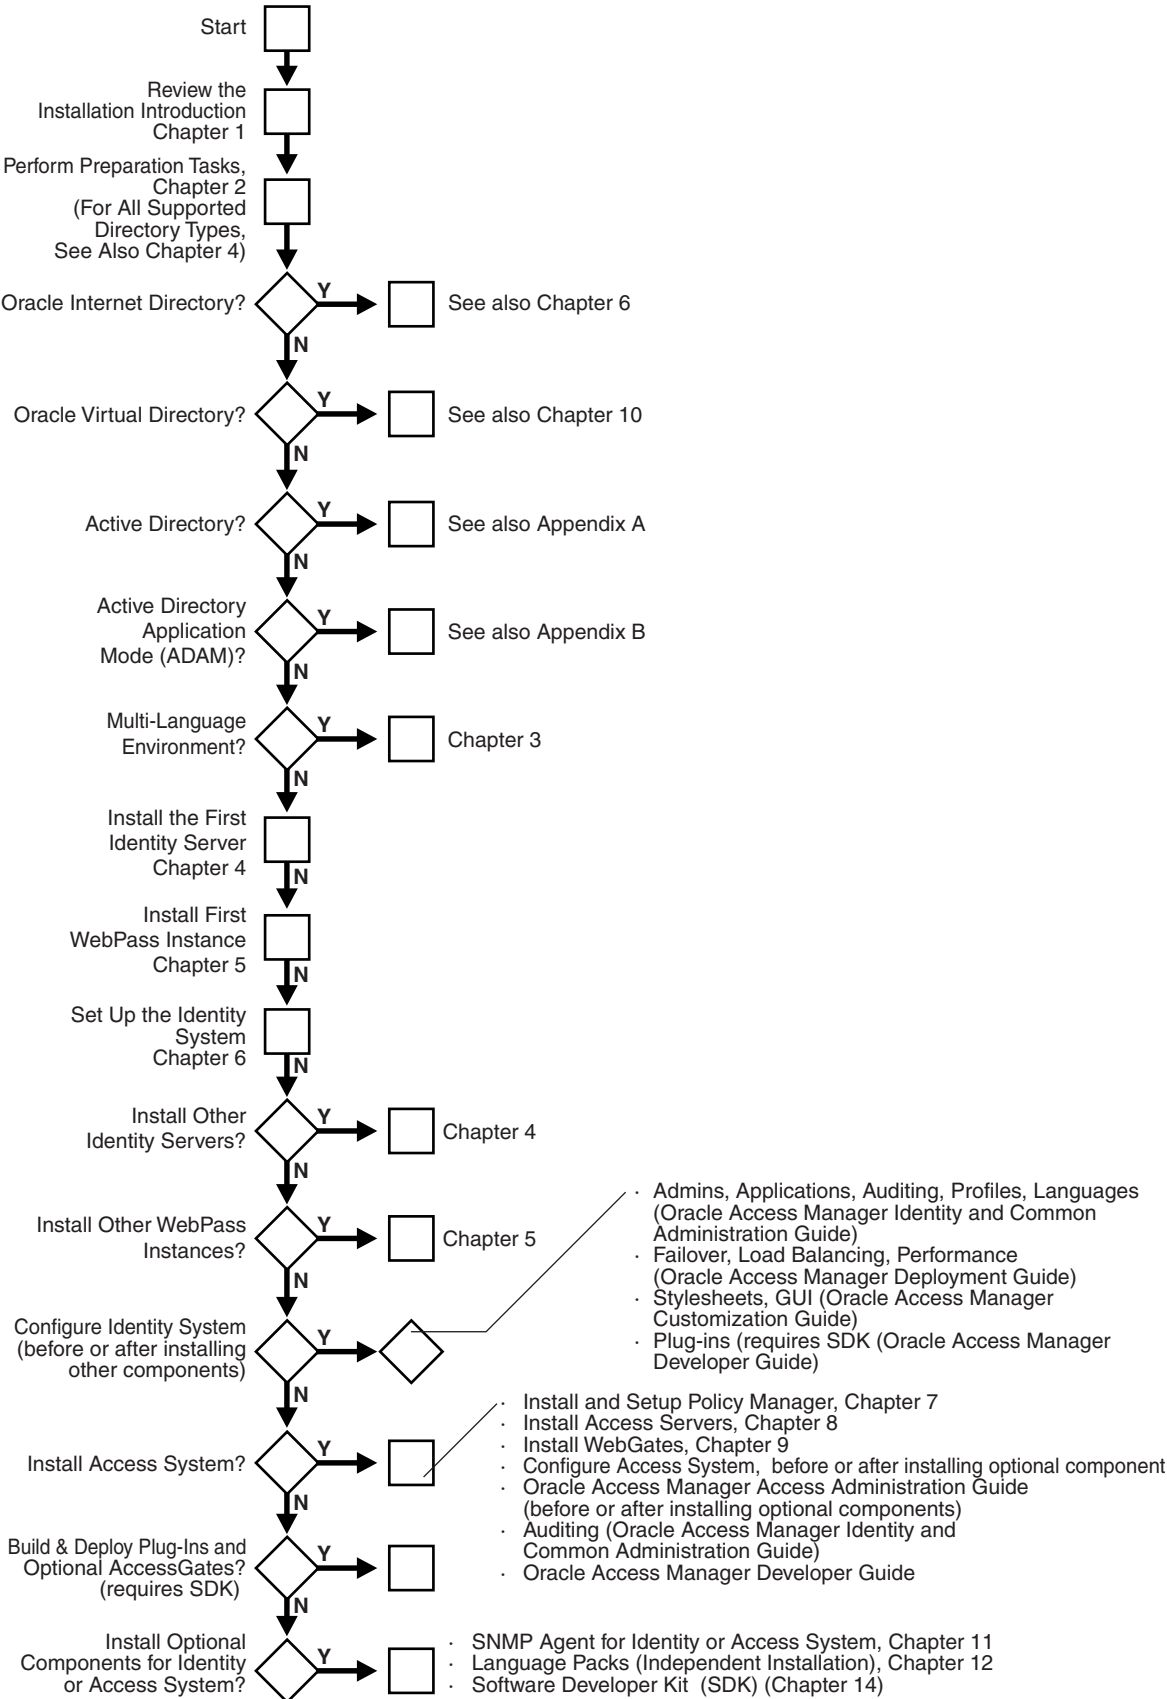 Start
Review the
Installation Introduction
Chapter 1
Perform Preparation Tasks,
Chapter 2
(For All Supported
Directory Types,
See Also Chapter 4)
Oracle Internet Directory?
Y
See also Chapter 6
N
Oracle Virtual Directory?
Y
See also Chapter 10
N
Active Directory?
Y
See also Appendix A
N
Active Directory
Application
Mode (ADAM)?
Y
See also Appendix B
N
Multi-Language
Environment?
Y
Chapter 3
N
Install the First
Identity Server
Chapter 4
N
Install First
WebPass Instance
Chapter 5
N
Set Up the Identity
System
Chapter 6
N
Install Other
Identity Servers?
Y
Chapter 4
N
Install Other WebPass
Instances?
Y
Chapter 5
N
Configure Identity System
(before or after installing
other components)
Y
· Admins, Applications, Auditing, Profiles, Languages
(Oracle Access Manager Identity and Common
Administration Guide)
· Failover, Load Balancing, Performance
(Oracle Access Manager Deployment Guide)
· Stylesheets, GUI (Oracle Access Manager
Customization Guide)
· Plug-ins (requires SDK (Oracle Access Manager
Developer Guide)
N
Install Access System?
Y
· Install and Setup Policy Manager, Chapter 7
· Install Access Servers, Chapter 8
· Install WebGates, Chapter 9
· Configure Access System, before or after installing optional component
· Oracle Access Manager Access Administration Guide
(before or after installing optional components)
· Auditing (Oracle Access Manager Identity and
Common Administration Guide)
· Oracle Access Manager Developer Guide
N
Build & Deploy Plug-Ins and
Optional AccessGates?
(requires SDK)
Y
N
Install Optional
Components for Identity
or Access System?
Y
· SNMP Agent for Identity or Access System, Chapter 11
· Language Packs (Independent Installation), Chapter 12
· Software Developer Kit (SDK) (Chapter 14)